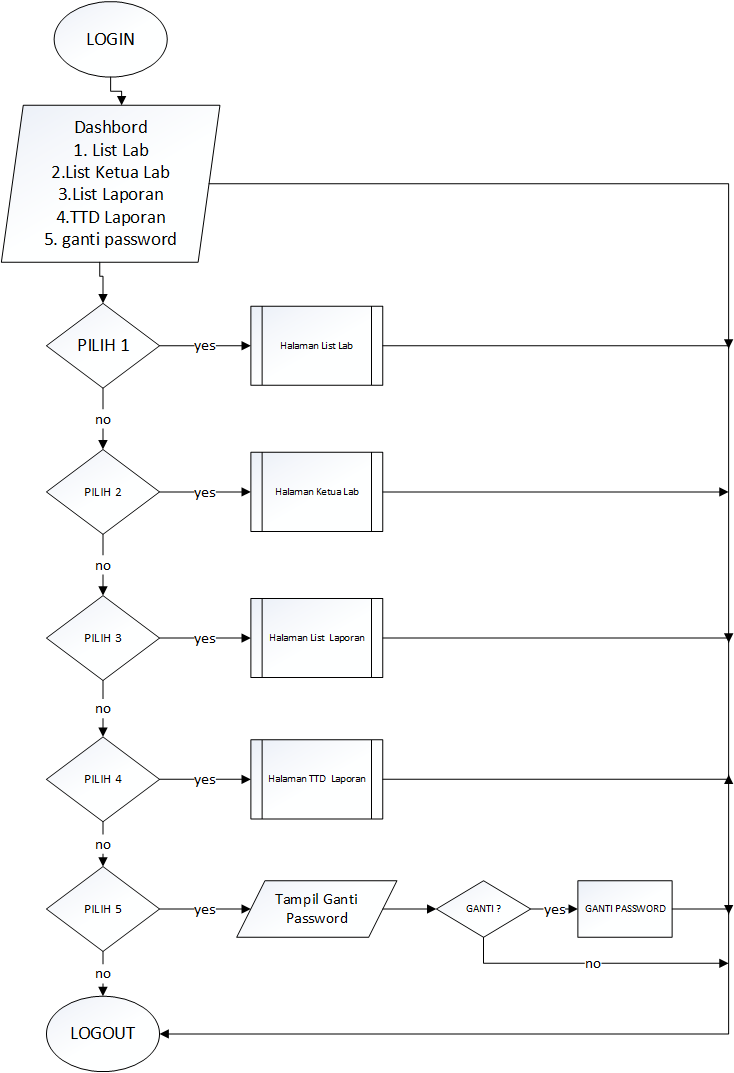 LOGIN
Dashbord
1. List Lab
2.List Ketua Lab
3.List Laporan
4.TTD Laporan
5. ganti password
PILIH 1
yes
Halaman List Lab
no
PILIH 2
yes
Halaman Ketua Lab
no
PILIH 3
yes
Halaman List Laporan
no
PILIH 4
yes
Halaman TTD Laporan
no
PILIH 5
yes
Tampil Ganti
Password
GANTI ?
yes
GANTI PASSWORD
no
no
LOGOUT